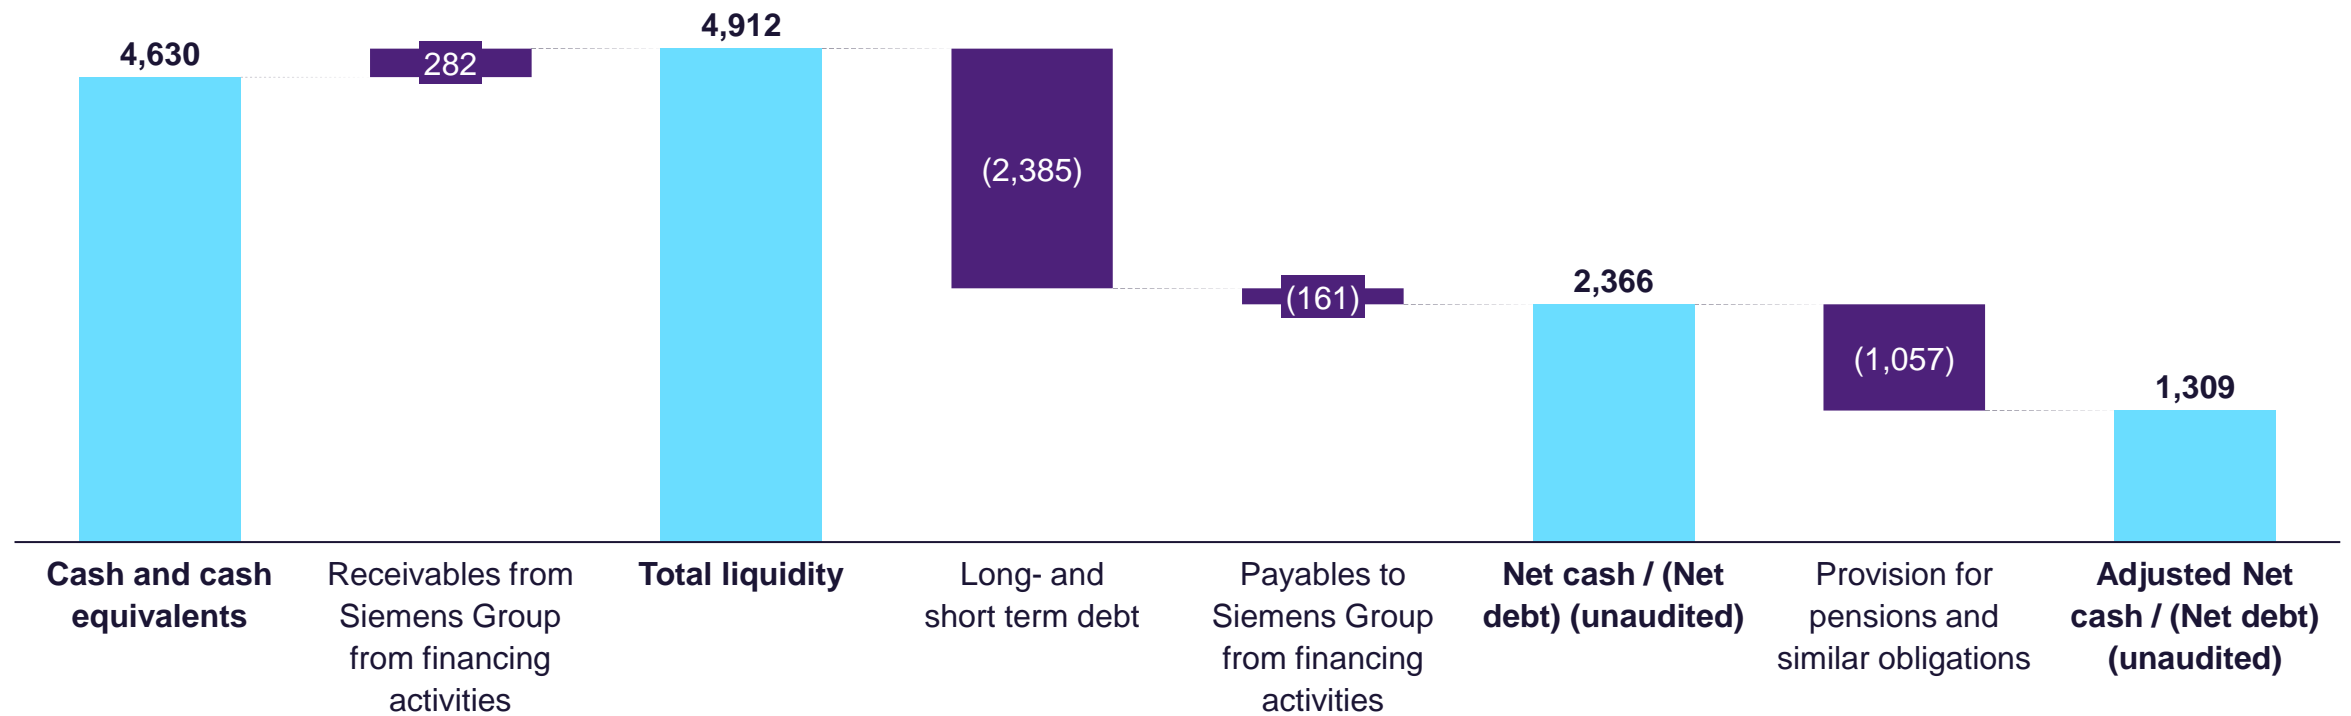 4,630
282
4,912
(2,385)
(161)
2,366
(1,057)
1,309
Cash and cash
equivalents
Receivables from
Siemens Group
from financing
activities
Total liquidity
Long- and
short term debt
Payables to
Siemens Group
from financing
activities
Net cash / (Net
debt) (unaudited)
Provision for
pensions and
similar obligations
Adjusted Net
cash / (Net debt)
(unaudited)